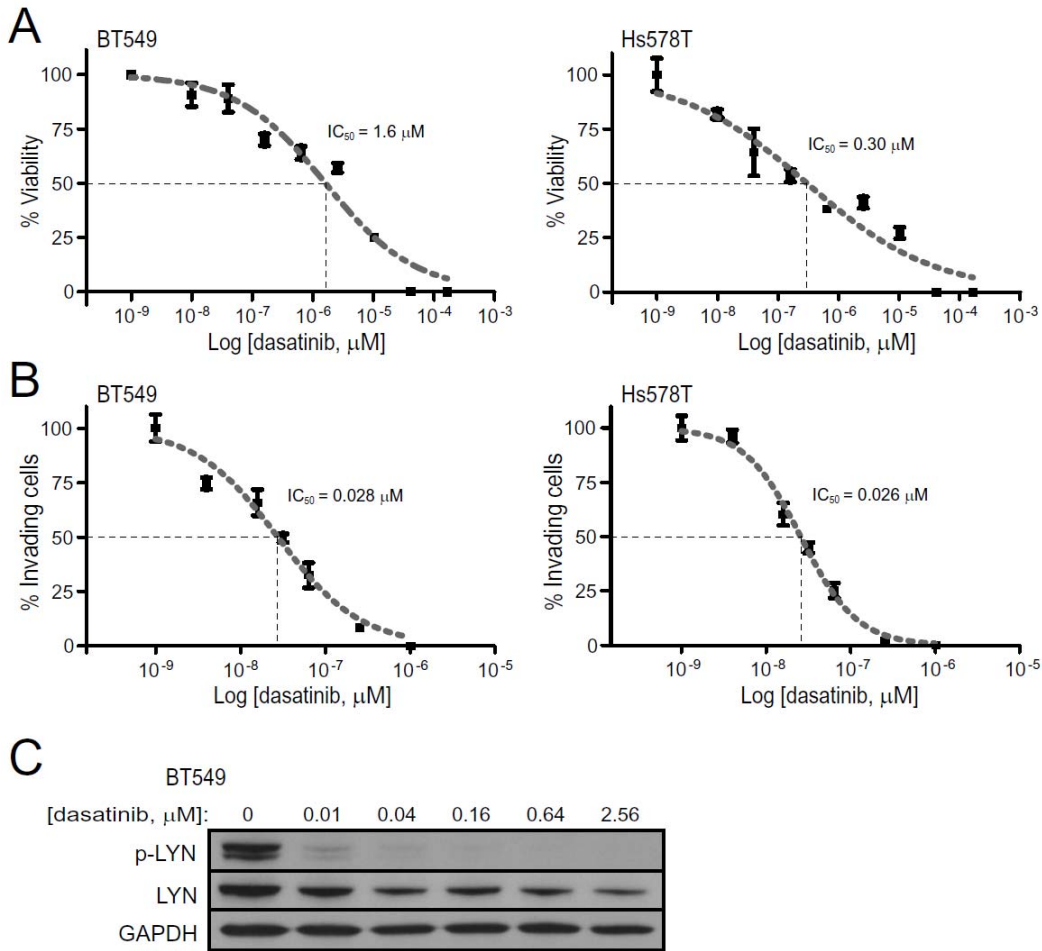 A
BT549
% Viability
100
75
50
25
0
IC50 = 1.6 μM
10-9 10-8 10-7 10-6 10-5 10-4 10-3
Log [dasatinib, μM]
Hs578T
% Viability
100
75
50
25
0
IC50 = 0.30 μM
10-9 10-8 10-7 10-6 10-5 10-4 10-3
Log [dasatinib, μM]
B
BT549
% Invading cells
100
75
50
25
0
IC50 = 0.028 μM
10-9 10-8 10-7 10-6 10-5
Log [dasatinib, μM]
Hs578T
% Invading cells
100
75
50
25
0
IC50 = 0.026 μM
10-9 10-8 10-7 10-6 10-5
Log [dasatinib, μM]
C
BT549
[dasatinib, μM]: 0 0.01 0.04 0.16 0.64 2.56
p-LYN
LYN
GAPDH